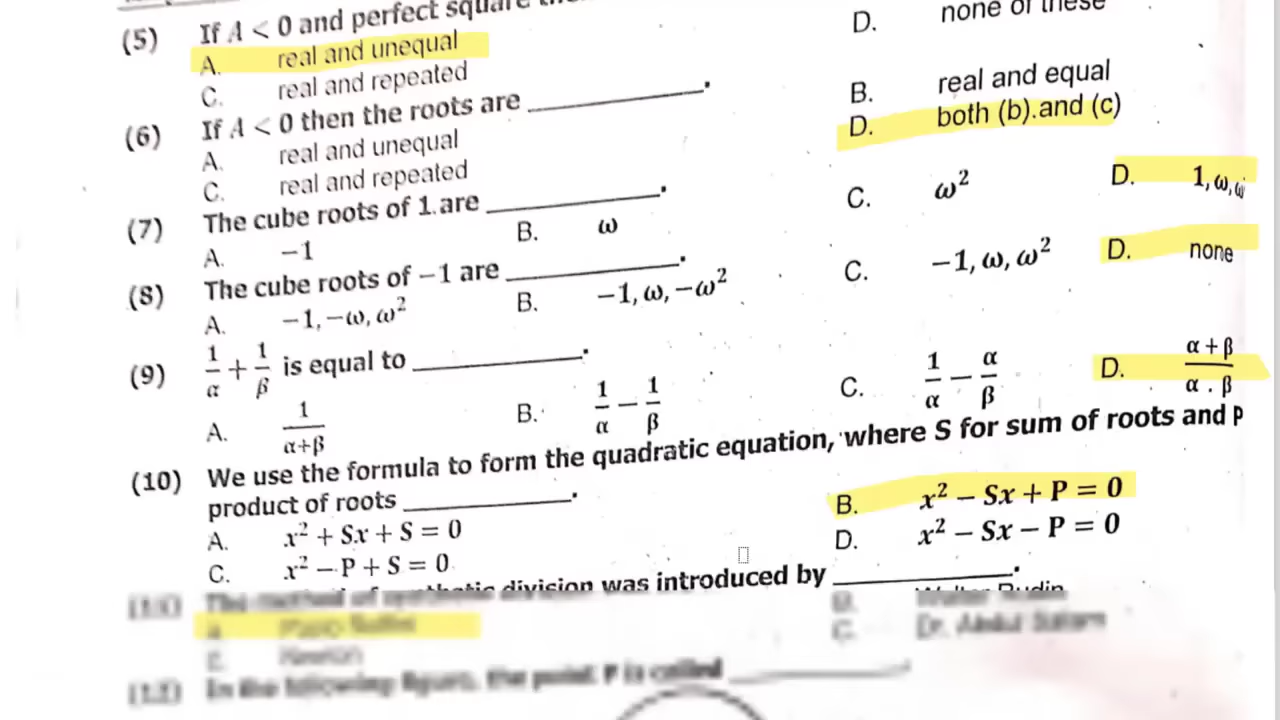 (5) If A < 0 and perfect square
D. none of these
A. real and unequal
C. real and repeated
B. real and equal
(6) If A < 0 then the roots are ________.
D. both (b).and (c)
A. real and unequal
C. real and repeated
(7) The cube roots of 1.are ________.
A. −1 B. ω C. ω² D. 1, ω,
(8) The cube roots of −1 are ________.
A. −1, −ω, ω² B. −1, ω, −ω² C. −1, ω, ω² D. none
(9) 1/α + 1/β is equal to ________.
A. 1/(α+β) B. 1/α − 1/β C. 1/α − α/β D. (α + β)/(α . β)
(10) We use the formula to form the quadratic equation, where S for sum of roots and P
product of roots ________.
A. x² + Sx + S = 0 B. x² − Sx + P = 0
C. x² − P + S = 0 D. x² − Sx − P = 0
division was introduced by ________.